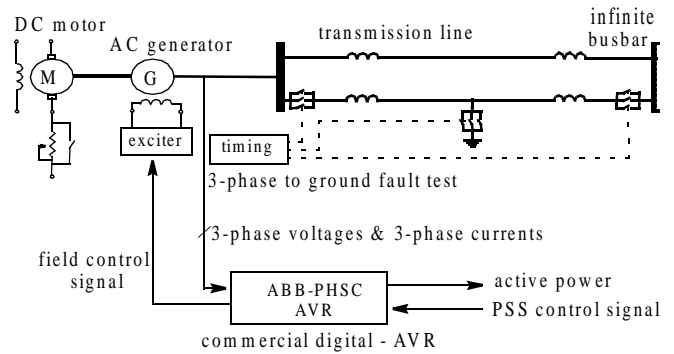 DC motor
AC generator
transmission line
infinite
busbar
M
G
exciter
timing
3-phase to ground fault test
3-phase voltages & 3-phase currents
field control
signal
ABB-PHSC
AVR
active power
PSS control signal
commercial digital - AVR